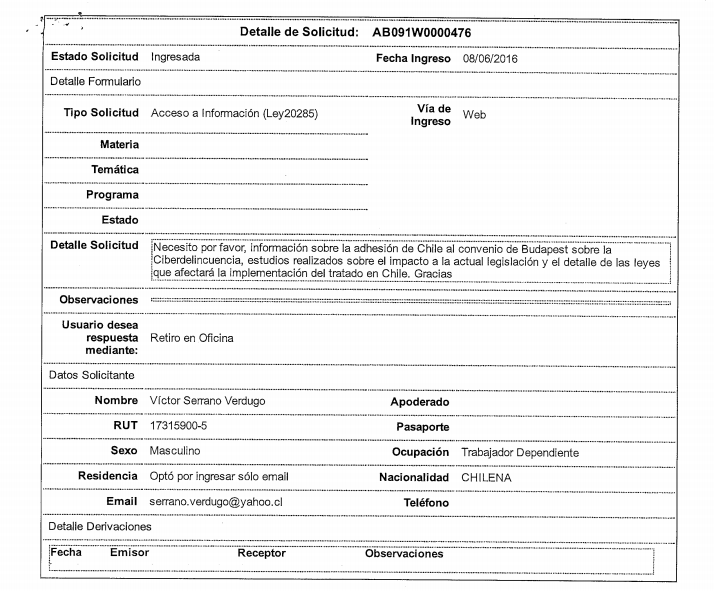 Detalle de Solicitud: AB091W0000476
Estado Solicitud Ingresada Fecha Ingreso 08/06/2016
Detalle Formulario
Tipo Solicitud Acceso a Información (Ley20285) Vía de Ingreso Web
Materia
Temática
Programa
Estado
Detalle Solicitud Necesito por favor, información sobre la adhesión de Chile al convenio de Budapest sobre la
Ciberdelincuencia, estudios realizados sobre el impacto a la actual legislación y el detalle de las leyes
que afectará la implementación del tratado en Chile. Gracias
Observaciones
Usuario desea
respuesta
mediante: Retiro en Oficina
Datos Solicitante
Nombre Víctor Serrano Verdugo Apoderado
RUT 17315900-5 Pasaporte
Sexo Masculino Ocupación Trabajador Dependiente
Residencia Optó por ingresar sólo email Nacionalidad CHILENA
Email serrano.verdugo@yahoo.cl Teléfono
Detalle Derivaciones
Fecha Emisor Receptor Observaciones